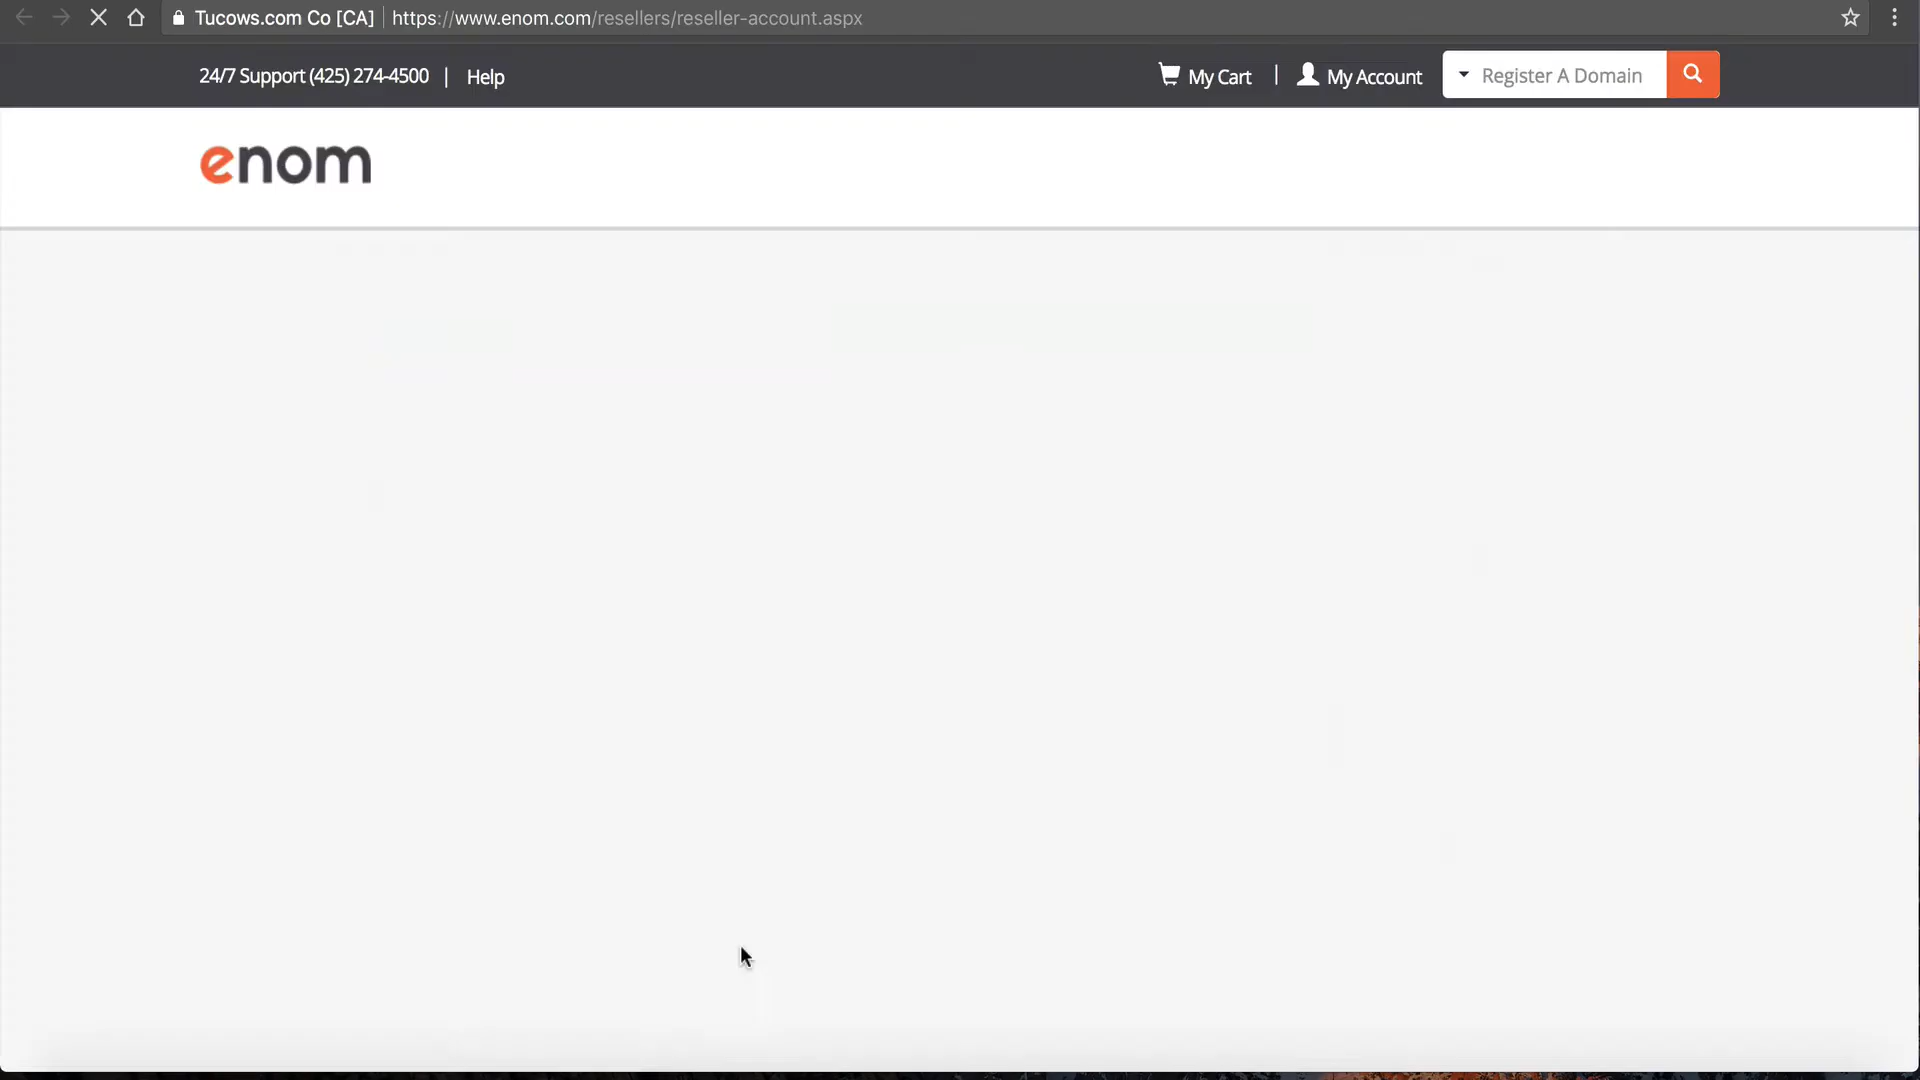 Tucows.com Co [CA] https://www.enom.com/resellers/reseller-account.aspx
24/7 Support (425) 274-4500 | Help My Cart | My Account Register A Domain
enom